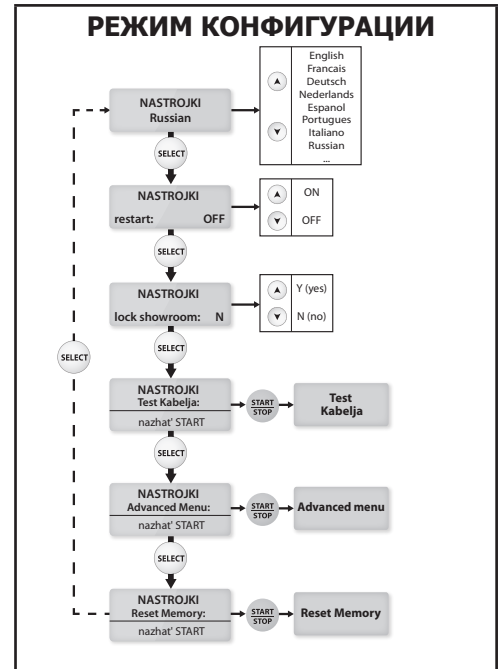 РЕЖИМ КОНФИГУРАЦИИ
NASTROJKI
Russian
English
Francais
Deutsch
Nederlands
Espanol
Portugues
Italiano
Russian
...
SELECT
NASTROJKI
restart: OFF
ON
OFF
SELECT
NASTROJKI
lock showroom: N
Y (yes)
N (no)
SELECT
SELECT
NASTROJKI
Test Kabelja:
nazhat' START
START
STOP
Test
Kabelja
SELECT
NASTROJKI
Advanced Menu:
nazhat' START
START
STOP
Advanced menu
SELECT
NASTROJKI
Reset Memory:
nazhat' START
START
STOP
Reset Memory